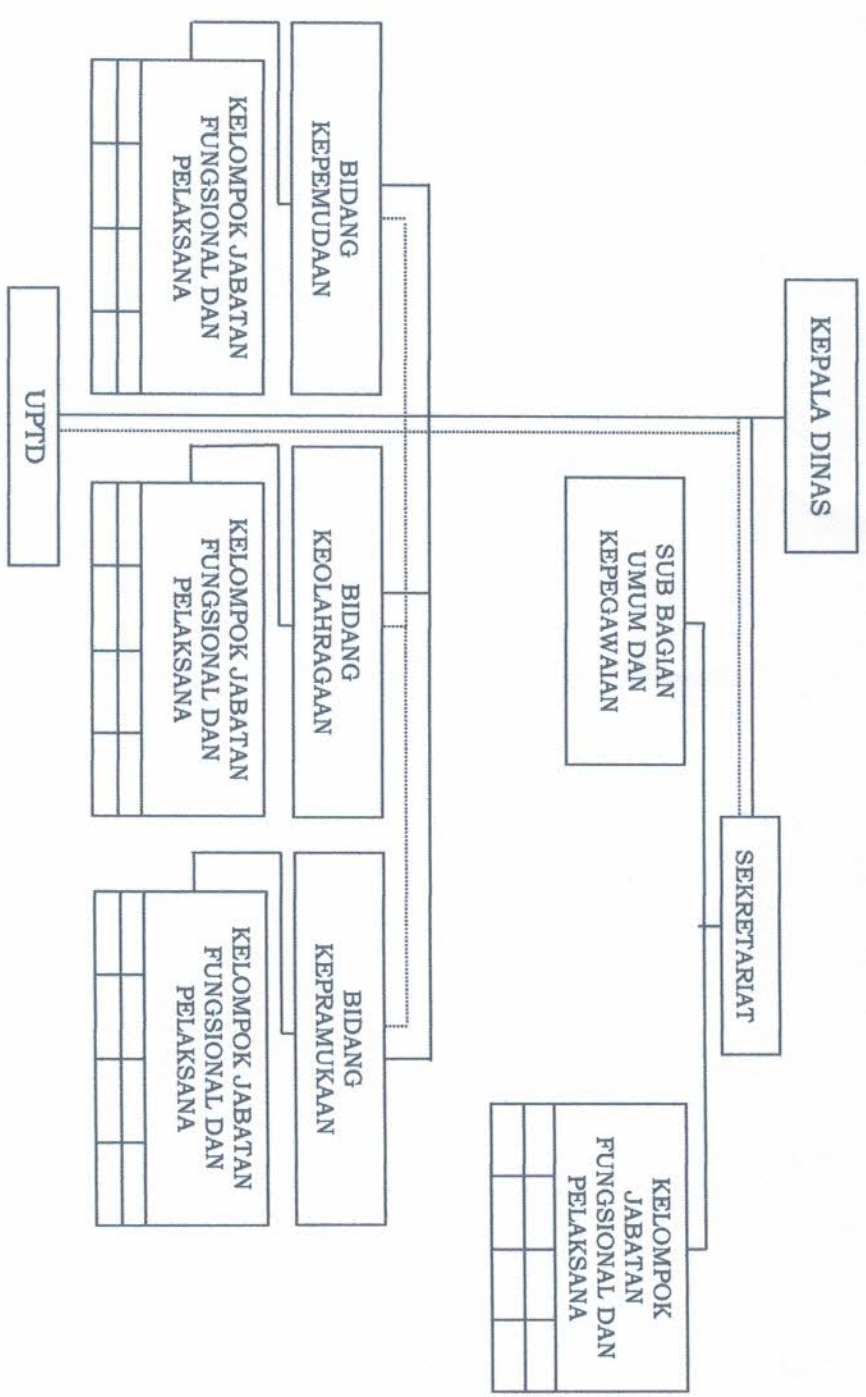 KEPALA DINAS
SEKRETARIAT
SUB BAGIAN
UMUM DAN
KEPEGAWAIAN
KELOMPOK
JABATAN
FUNGSIONAL DAN
PELAKSANA
BIDANG
KEPEMUDAAN
BIDANG
KEOLAHRAGAAN
BIDANG
KEPRAMUKAAN
KELOMPOK JABATAN
FUNGSIONAL DAN
PELAKSANA
KELOMPOK JABATAN
FUNGSIONAL DAN
PELAKSANA
KELOMPOK JABATAN
FUNGSIONAL DAN
PELAKSANA
UPTD